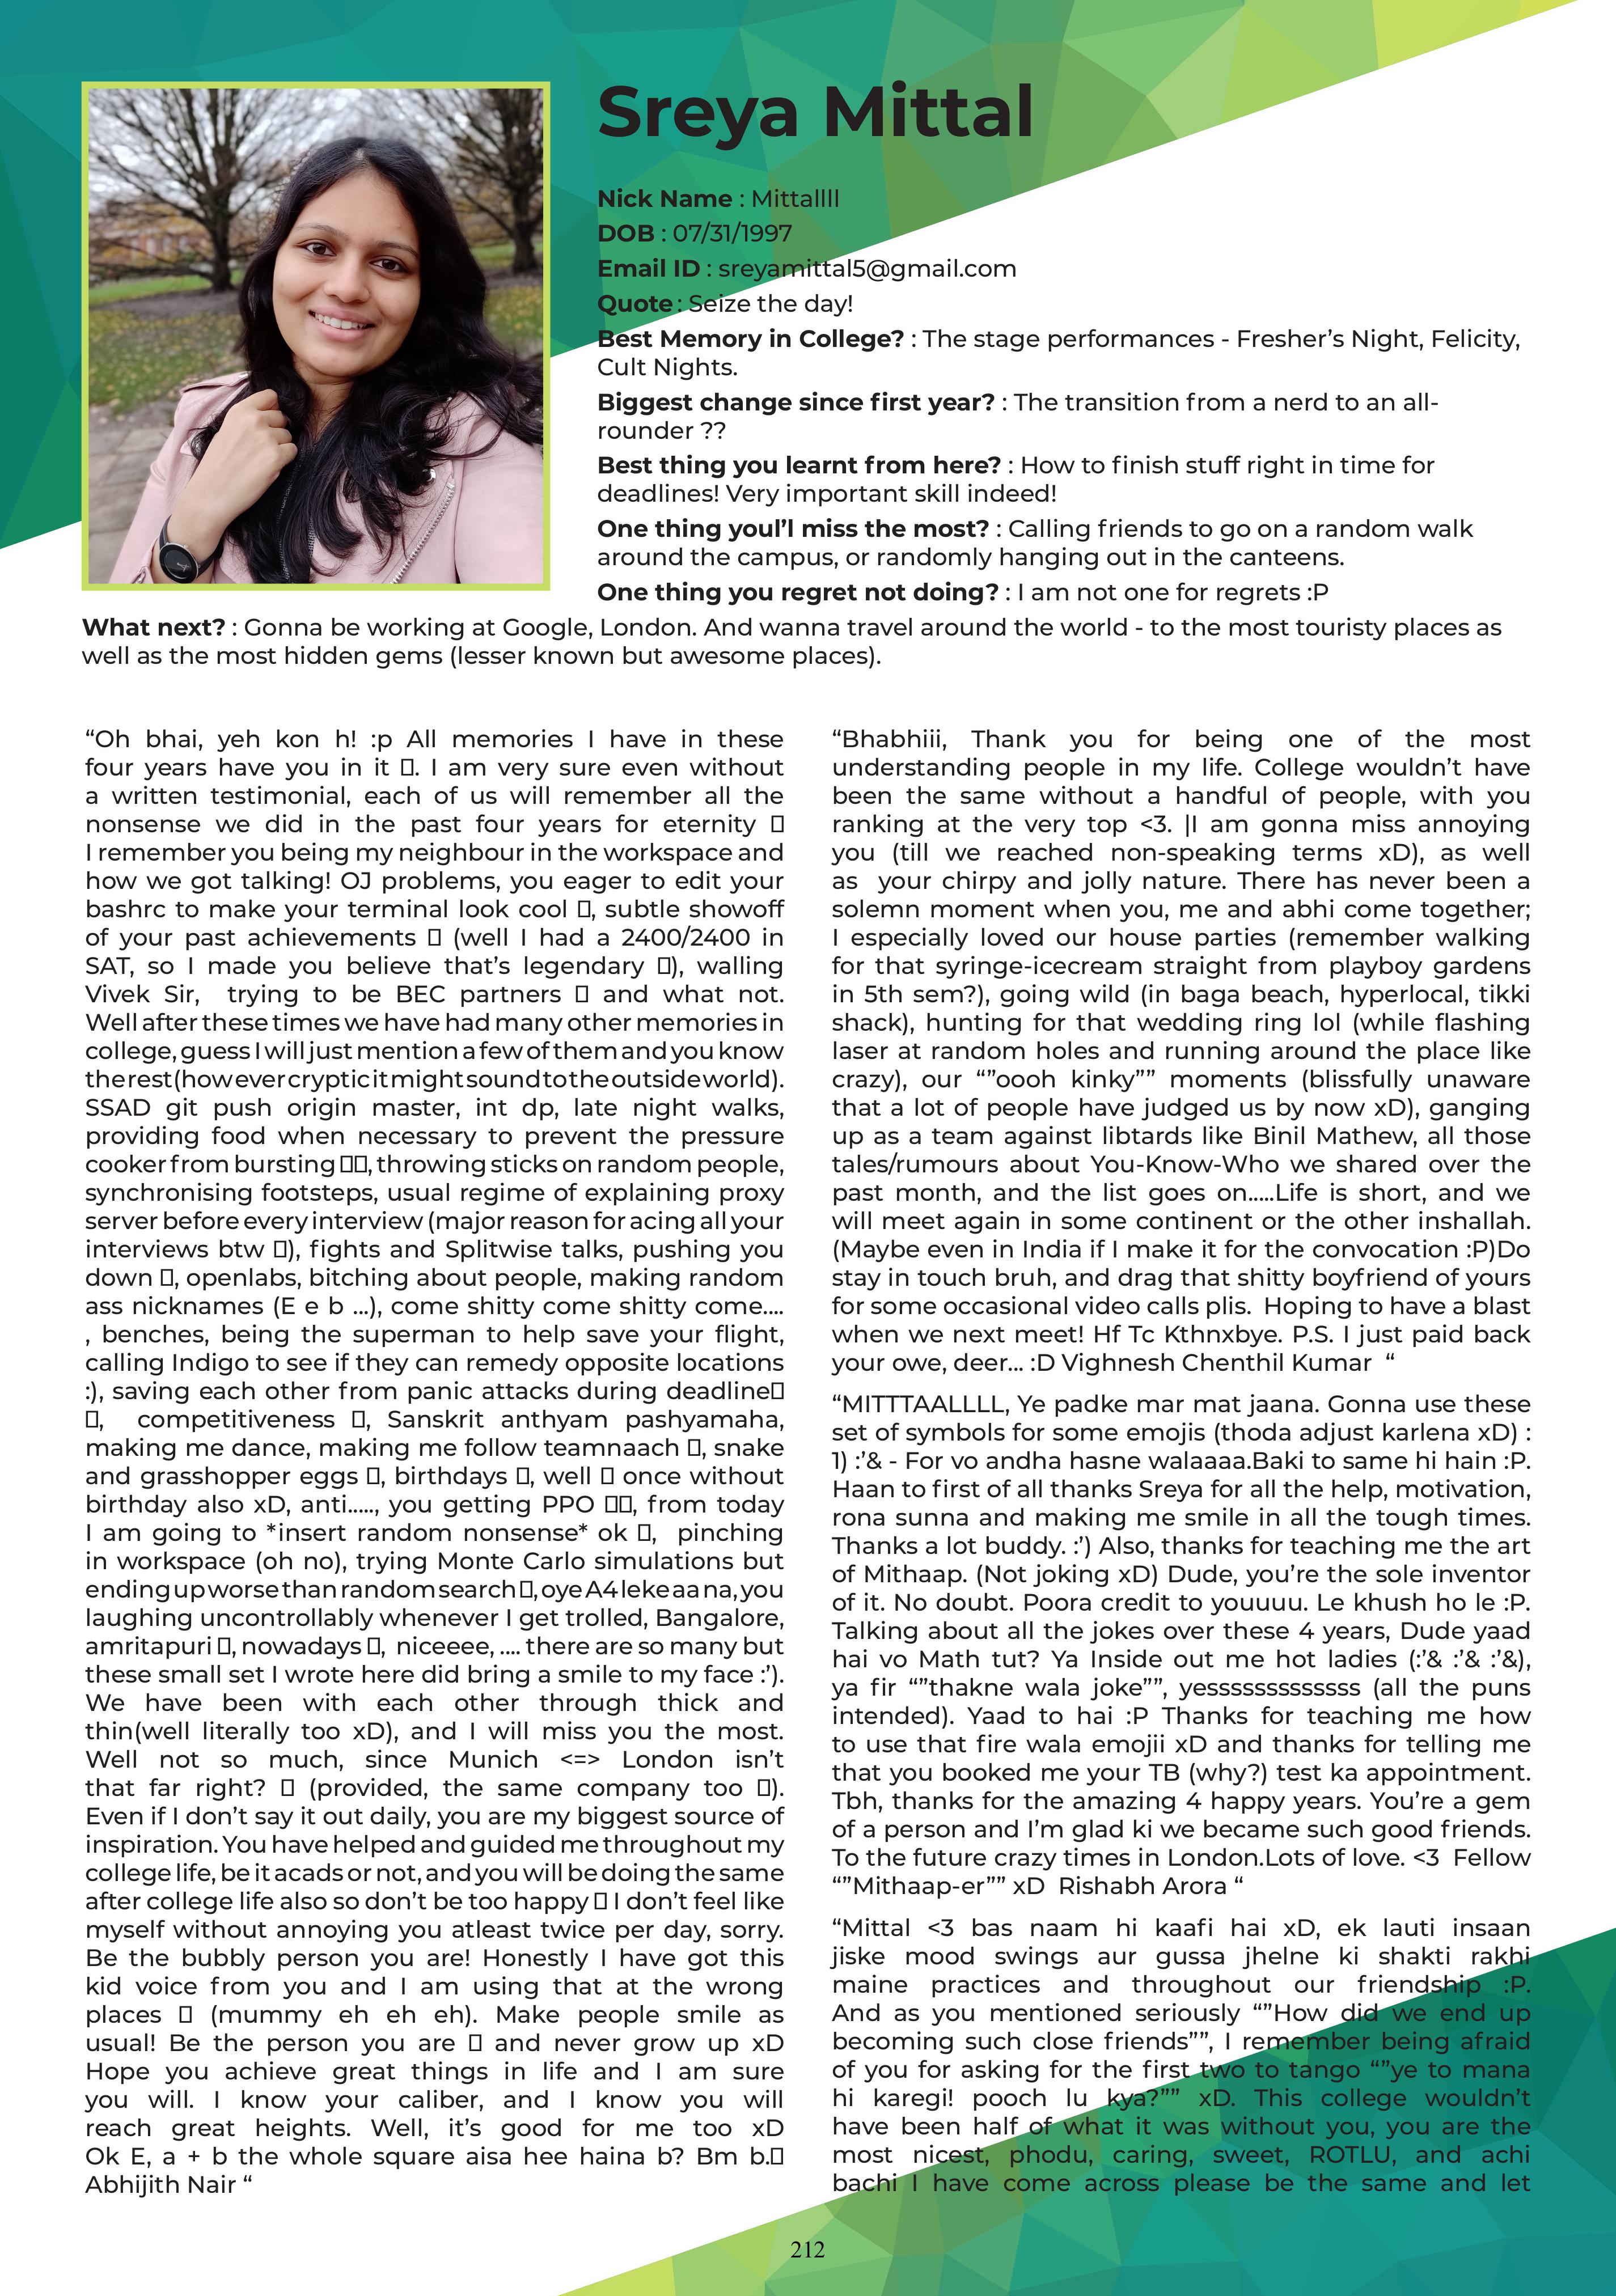 Sreya Mittal
Nick Name : Mittallll
DOB : 07/31/1997
Email ID : sreyamittal5@gmail.com
Quote : Seize the day!
Best Memory in College? : The stage performances - Fresher’s Night, Felicity,
Cult Nights.
Biggest change since first year? : The transition from a nerd to an all-
rounder ??
Best thing you learnt from here? : How to finish stuff right in time for
deadlines! Very important skill indeed!
One thing youl’l miss the most? : Calling friends to go on a random walk
around the campus, or randomly hanging out in the canteens.
One thing you regret not doing? : I am not one for regrets :P
What next? : Gonna be working at Google, London. And wanna travel around the world - to the most touristy places as
well as the most hidden gems (lesser known but awesome places).
“Oh bhai, yeh kon h! :p All memories I have in these
four years have you in it ▯. I am very sure even without
a written testimonial, each of us will remember all the
nonsense we did in the past four years for eternity ▯
I remember you being my neighbour in the workspace and
how we got talking! OJ problems, you eager to edit your
bashrc to make your terminal look cool ▯, subtle showoff
of your past achievements ▯ (well I had a 2400/2400 in
SAT, so I made you believe that’s legendary ▯), walling
Vivek Sir, trying to be BEC partners ▯ and what not.
Well after these times we have had many other memories in
college, guess I will just mention a few of them and you know
the rest (however cryptic it might sound to the outside world).
SSAD git push origin master, int dp, late night walks,
providing food when necessary to prevent the pressure
cooker from bursting ▯▯, throwing sticks on random people,
synchronising footsteps, usual regime of explaining proxy
server before every interview (major reason for acing all your
interviews btw ▯), fights and Splitwise talks, pushing you
down ▯, openlabs, bitching about people, making random
ass nicknames (E e b ...), come shitty come shitty come....
, benches, being the superman to help save your flight,
calling Indigo to see if they can remedy opposite locations
:), saving each other from panic attacks during deadline▯
▯, competitiveness ▯, Sanskrit anthyam pashyamaha,
making me dance, making me follow teamnaach ▯, snake
and grasshopper eggs ▯, birthdays ▯, well ▯ once without
birthday also xD, anti....., you getting PPO ▯▯, from today
I am going to *insert random nonsense* ok ▯, pinching
in workspace (oh no), trying Monte Carlo simulations but
ending up worse than random search ▯, oye A4 leke aa na, you
laughing uncontrollably whenever I get trolled, Bangalore,
amritapuri ▯, nowadays ▯, niceeee, .... there are so many but
these small set I wrote here did bring a smile to my face :’).
We have been with each other through thick and
thin(well literally too xD), and I will miss you the most.
Well not so much, since Munich <=> London isn’t
that far right? ▯ (provided, the same company too ▯).
Even if I don’t say it out daily, you are my biggest source of
inspiration. You have helped and guided me throughout my
college life, be it acads or not, and you will be doing the same
after college life also so don’t be too happy ▯ I don’t feel like
myself without annoying you atleast twice per day, sorry.
Be the bubbly person you are! Honestly I have got this
kid voice from you and I am using that at the wrong
places ▯ (mummy eh eh eh). Make people smile as
usual! Be the person you are ▯ and never grow up xD
Hope you achieve great things in life and I am sure
you will. I know your caliber, and I know you will
reach great heights. Well, it’s good for me too xD
Ok E, a + b the whole square aisa hee haina b? Bm b.▯
Abhijith Nair “
“Bhabhiii, Thank you for being one of the most
understanding people in my life. College wouldn’t have
been the same without a handful of people, with you
ranking at the very top <3. |I am gonna miss annoying
you (till we reached non-speaking terms xD), as well
as your chirpy and jolly nature. There has never been a
solemn moment when you, me and abhi come together;
I especially loved our house parties (remember walking
for that syringe-icecream straight from playboy gardens
in 5th sem?), going wild (in baga beach, hyperlocal, tikki
shack), hunting for that wedding ring lol (while flashing
laser at random holes and running around the place like
crazy), our “”oooh kinky”” moments (blissfully unaware
that a lot of people have judged us by now xD), ganging
up as a team against libtards like Binil Mathew, all those
tales/rumours about You-Know-Who we shared over the
past month, and the list goes on.....Life is short, and we
will meet again in some continent or the other inshallah.
(Maybe even in India if I make it for the convocation :P)Do
stay in touch bruh, and drag that shitty boyfriend of yours
for some occasional video calls plis. Hoping to have a blast
when we next meet! Hf Tc Kthnxbye. P.S. I just paid back
your owe, deer... :D Vighnesh Chenthil Kumar “
“MITTTAALLLL, Ye padke mar mat jaana. Gonna use these
set of symbols for some emojis (thoda adjust karlena xD) :
1) :’& - For vo andha hasne walaaaa.Baki to same hi hain :P.
Haan to first of all thanks Sreya for all the help, motivation,
rona sunna and making me smile in all the tough times.
Thanks a lot buddy. :’) Also, thanks for teaching me the art
of Mithaap. (Not joking xD) Dude, you’re the sole inventor
of it. No doubt. Poora credit to youuuu. Le khush ho le :P.
Talking about all the jokes over these 4 years, Dude yaad
hai vo Math tut? Ya Inside out me hot ladies (:’& :’& :’&),
ya fir “”thakne wala joke””, yesssssssssssss (all the puns
intended). Yaad to hai :P Thanks for teaching me how
to use that fire wala emojii xD and thanks for telling me
that you booked me your TB (why?) test ka appointment.
Tbh, thanks for the amazing 4 happy years. You’re a gem
of a person and I’m glad ki we became such good friends.
To the future crazy times in London.Lots of love. <3 Fellow
“”Mithaap-er”” xD Rishabh Arora “
“Mittal <3 bas naam hi kaafi hai xD, ek lauti insaan
jiske mood swings aur gussa jhelne ki shakti rakhi
maine practices and throughout our friendship :P.
And as you mentioned seriously “”How did we end up
becoming such close friends””, I remember being afraid
of you for asking for the first two to tango “”ye to mana
hi karegi! pooch lu kya?”” xD. This college wouldn’t
have been half of what it was without you, you are the
most nicest, phodu, caring, sweet, ROTLU, and achi
bachi I have come across please be the same and let
212